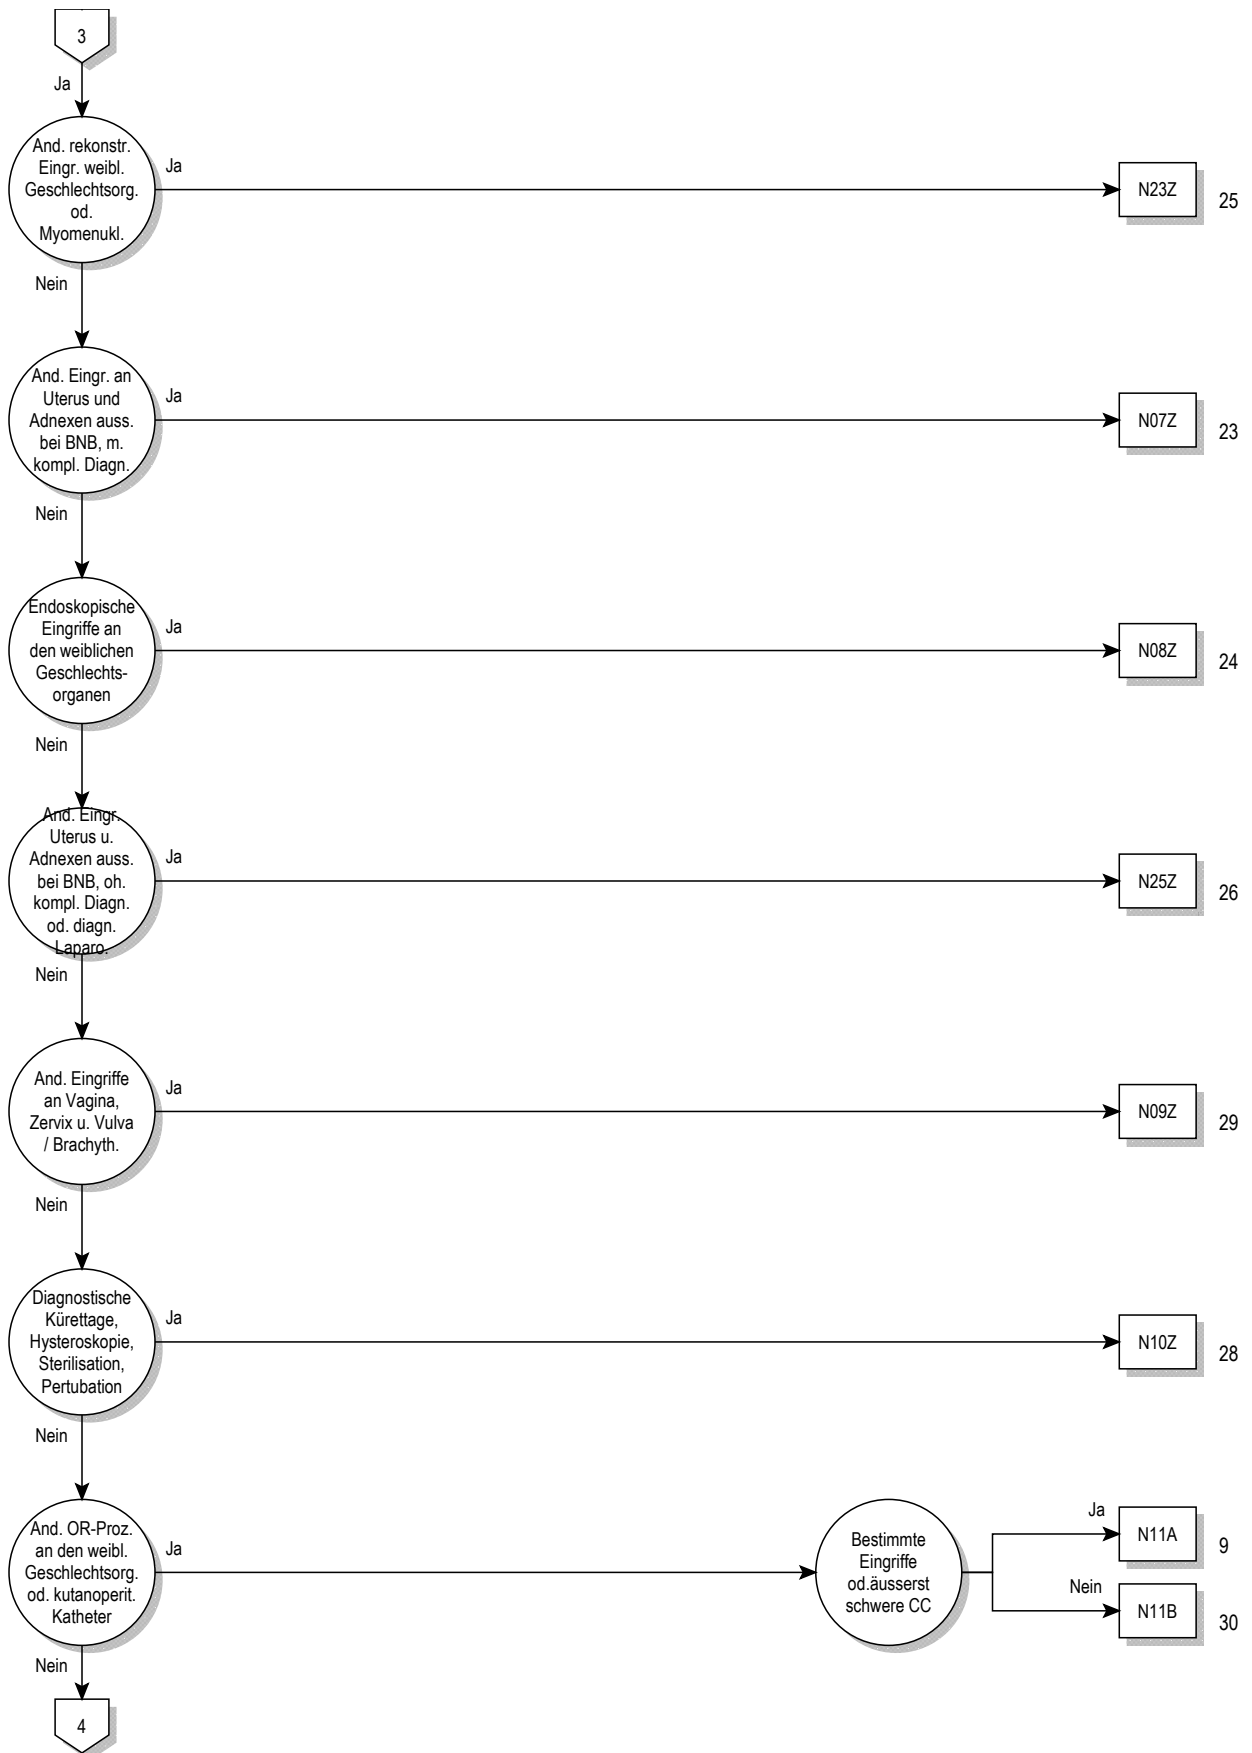 3
Ja
And. rekonstr.
Eingr. weibl.
Geschlechtsorg.
od.
Myomenukl.
Ja
N23Z
25
Nein
And. Eingr. an
Uterus und
Adnexen auss.
bei BNB, m.
kompl. Diagn.
Ja
N07Z
23
Nein
Endoskopische
Eingriffe an
den weiblichen
Geschlechts-
organen
Ja
N08Z
24
Nein
And. Eingr.
Uterus u.
Adnexen auss.
bei BNB, oh.
kompl. Diagn.
od. diagn.
Laparo.
Ja
N25Z
26
Nein
And. Eingriffe
an Vagina,
Zervix u. Vulva
/ Brachyth.
Ja
N09Z
29
Nein
Diagnostische
Kürettage,
Hysteroskopie,
Sterilisation,
Pertubation
Ja
N10Z
28
Nein
And. OR-Proz.
an den weibl.
Geschlechtsorg.
od. kutanoperit.
Katheter
Ja
Bestimmte
Eingriffe
od.äusserst
schwere CC
Ja
N11A
9
Nein
N11B
30
Nein
4